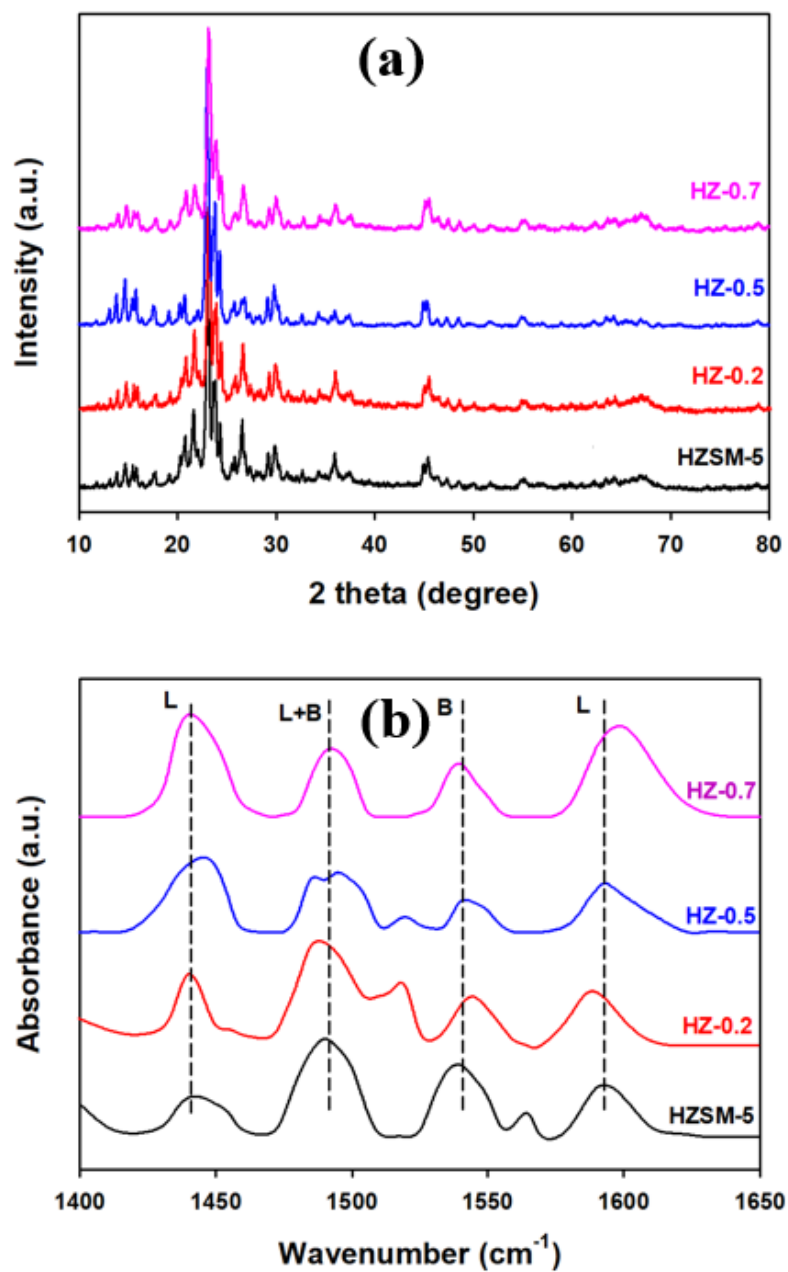 (a)
Intensity (a.u.)
HZ-0.7
HZ-0.5
HZ-0.2
HZSM-5
10 20 30 40 50 60 70 80
2 theta (degree)
L L+B (b) B L
Absorbance (a.u.)
HZ-0.7
HZ-0.5
HZ-0.2
HZSM-5
1400 1450 1500 1550 1600 1650
Wavenumber (cm⁻¹)